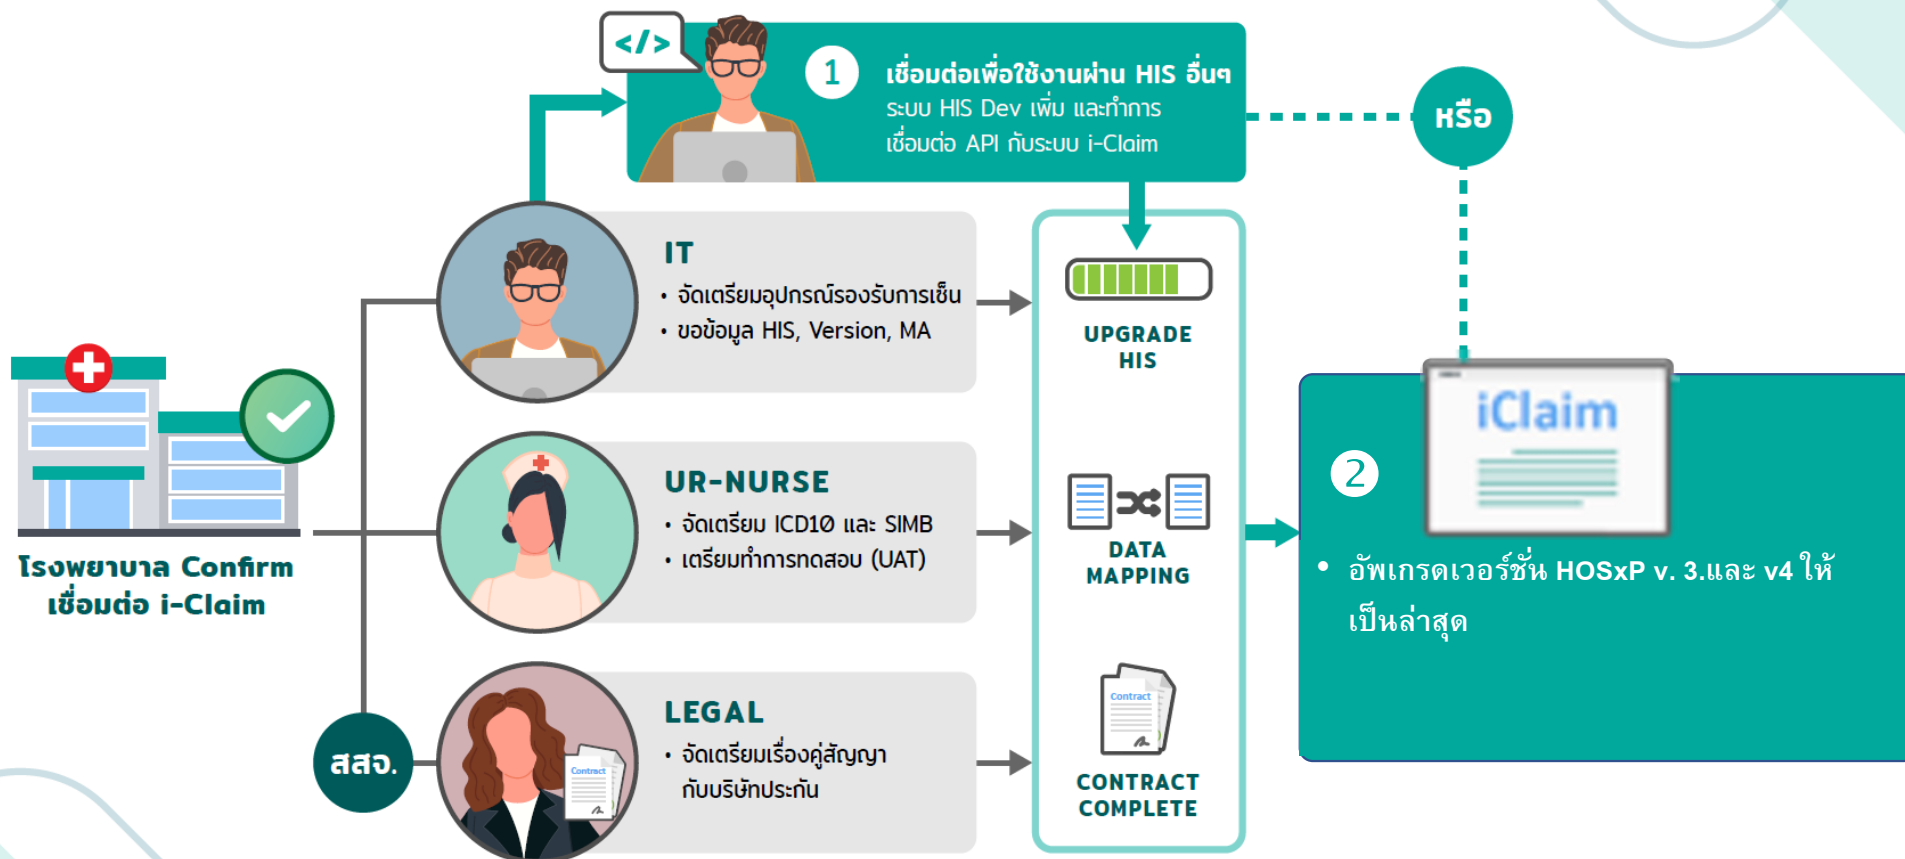 </>
1 เชื่อมต่อเพื่อใช้งานผ่าน HIS อื่นๆ
ระบบ HIS Dev เพิ่ม และทำการ
เชื่อมต่อ API กับระบบ i-Claim
หรือ
IT
• จัดเตรียมอุปกรณ์รองรับการเซ็น
• ขอข้อมูล HIS, Version, MA
UPGRADE
HIS
โรงพยาบาล Confirm
เชื่อมต่อ i-Claim
UR-NURSE
• จัดเตรียม ICD10 และ SIMB
• เตรียมทำการทดสอบ (UAT)
DATA
MAPPING
iClaim
2
• อัพเกรดเวอร์ชั่น HOSxP v. 3.และ v4 ให้
เป็นล่าสุด
สสจ.
LEGAL
• จัดเตรียมเรื่องคู่สัญญา
กับบริษัทประกัน
Contract
Contract
CONTRACT
COMPLETE